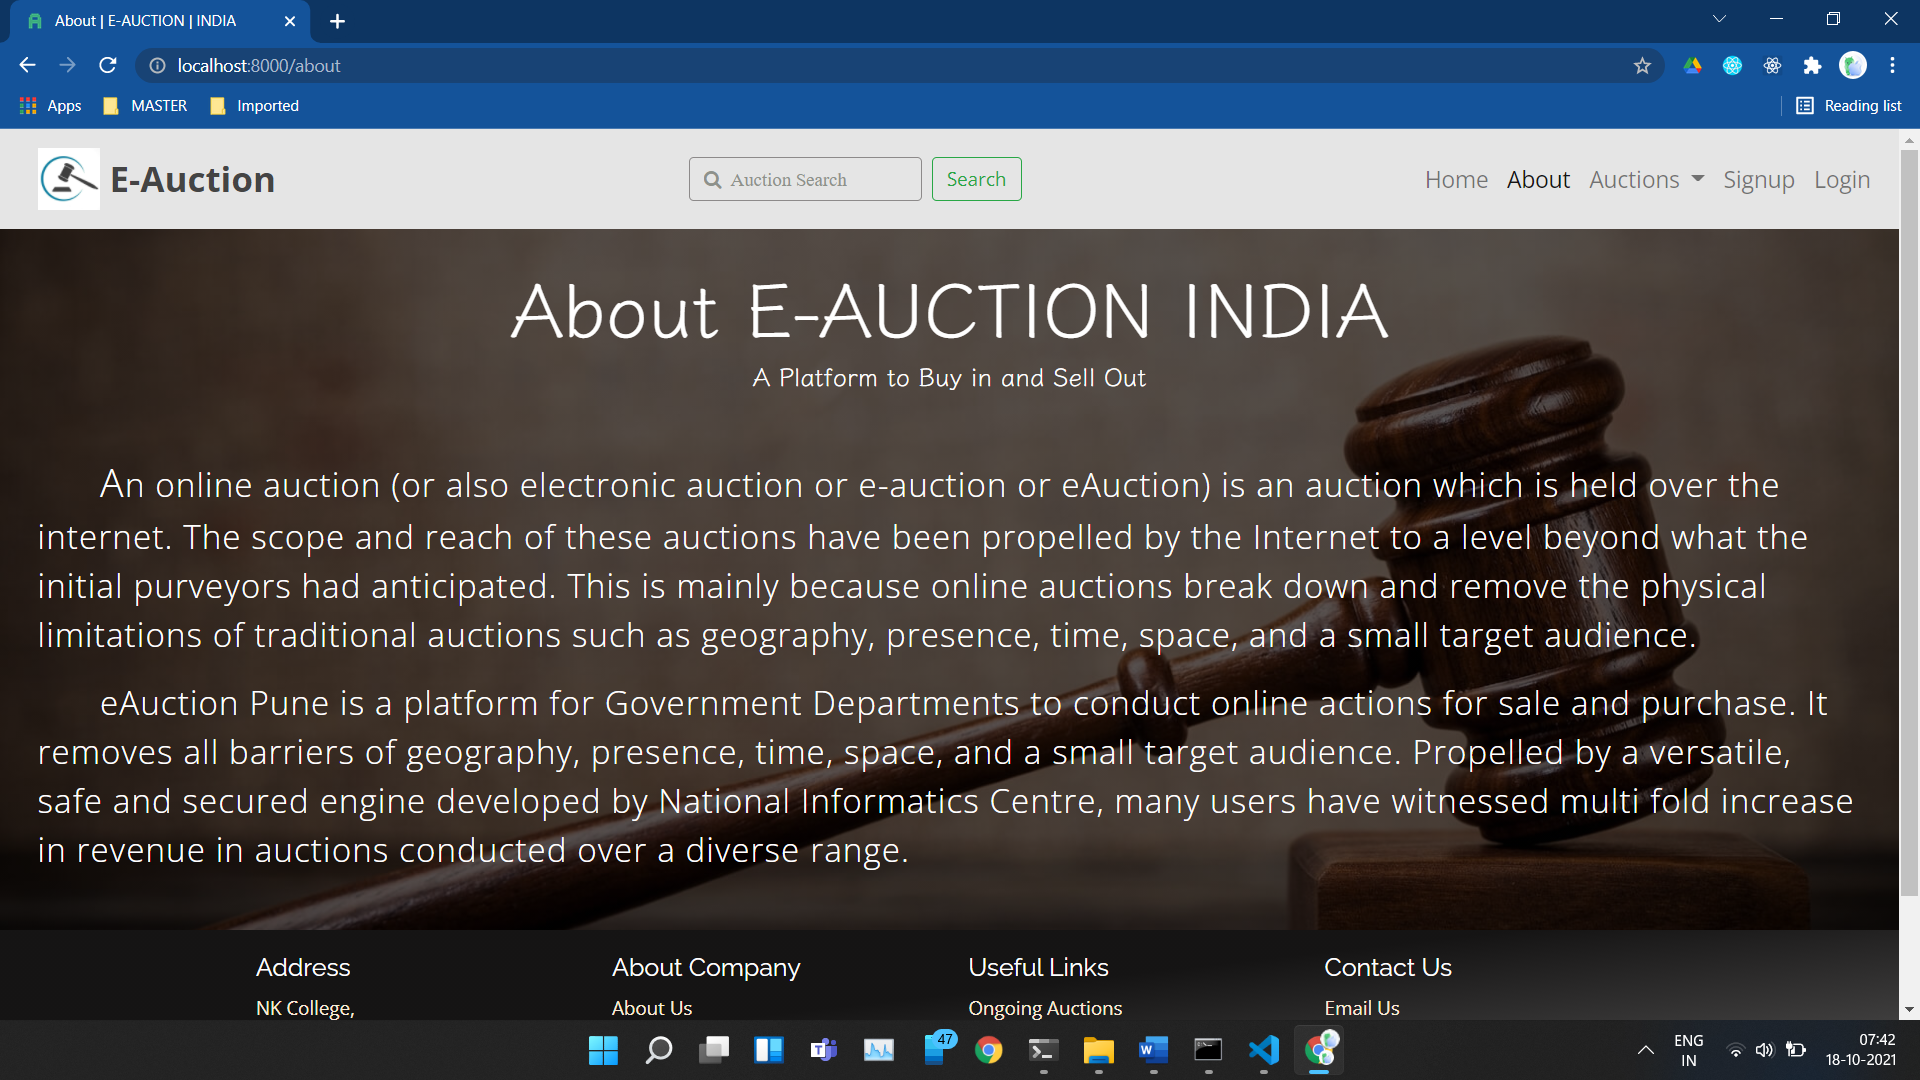 About | E-AUCTION | INDIA
localhost:8000/about
Apps MASTER Imported Reading list
E-Auction Auction Search Search Home About Auctions Signup Login
About E-AUCTION INDIA
A Platform to Buy in and Sell Out
An online auction (or also electronic auction or e-auction or eAuction) is an auction which is held over the
internet. The scope and reach of these auctions have been propelled by the Internet to a level beyond what the
initial purveyors had anticipated. This is mainly because online auctions break down and remove the physical
limitations of traditional auctions such as geography, presence, time, space, and a small target audience.
eAuction Pune is a platform for Government Departments to conduct online actions for sale and purchase. It
removes all barriers of geography, presence, time, space, and a small target audience. Propelled by a versatile,
safe and secured engine developed by National Informatics Centre, many users have witnessed multi fold increase
in revenue in auctions conducted over a diverse range.
Address About Company Useful Links Contact Us
NK College, About Us Ongoing Auctions Email Us
47
ENG 07:42
IN 18-10-2021